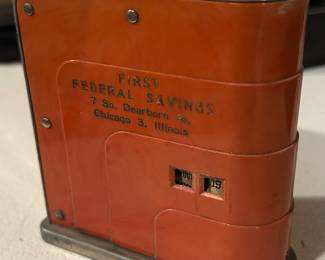 FIRST
FEDERAL SAVINGS
7 So. Dearborn St.
Chicago 3, Illinois
19